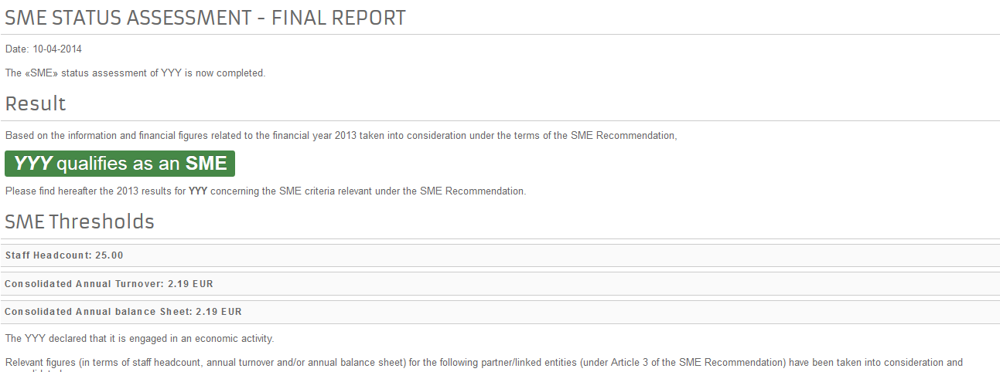 SME STATUS ASSESSMENT - FINAL REPORT
Date: 10-04-2014
The «SME» status assessment of YYY is now completed.
Result
Based on the information and financial figures related to the financial year 2013 taken into consideration under the terms of the SME Recommendation,
YYY qualifies as an SME
Please find hereafter the 2013 results for YYY concerning the SME criteria relevant under the SME Recommendation.
SME Thresholds
Staff Headcount: 25.00
Consolidated Annual Turnover: 2.19 EUR
Consolidated Annual balance Sheet: 2.19 EUR
The YYY declared that it is engaged in an economic activity.
Relevant figures (in terms of staff headcount, annual turnover and/or annual balance sheet) for the following partner/linked entities (under Article 3 of the SME Recommendation) have been taken into consideration and